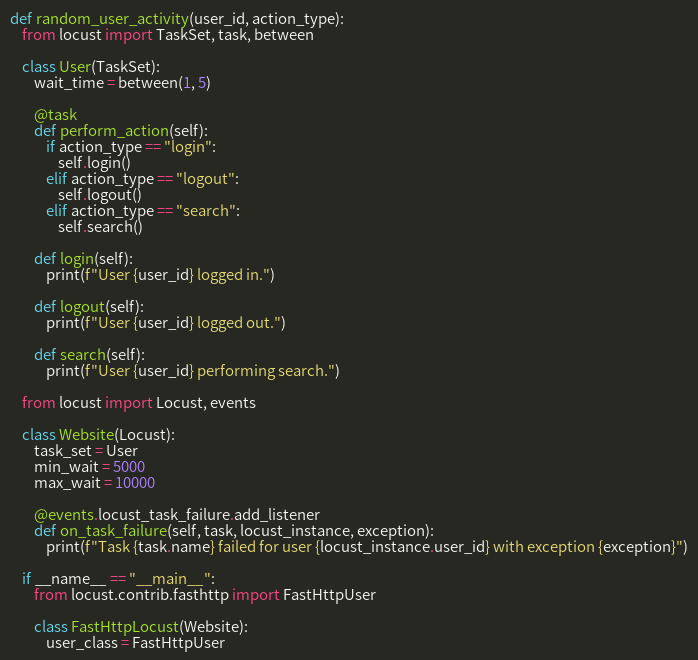 def random_user_activity(user_id, action_type):
from locust import TaskSet, task, between
class User(TaskSet):
wait_time = between(1, 5)
@task
def perform_action(self):
if action_type == "login":
self.login()
elif action_type == "logout":
self.logout()
elif action_type == "search":
self.search()
def login(self):
print(f"User {user_id} logged in.")
def logout(self):
print(f"User {user_id} logged out.")
def search(self):
print(f"User {user_id} performing search.")
from locust import Locust, events
class Website(Locust):
task_set = User
min_wait = 5000
max_wait = 10000
@events.locust_task_failure.add_listener
def on_task_failure(self, task, locust_instance, exception):
print(f"Task {task.name} failed for user {locust_instance.user_id} with exception {exception}")
if __name__ == "__main__":
from locust.contrib.fasthttp import FastHttpUser
class FastHttpLocust(Website):
user_class = FastHttpUser